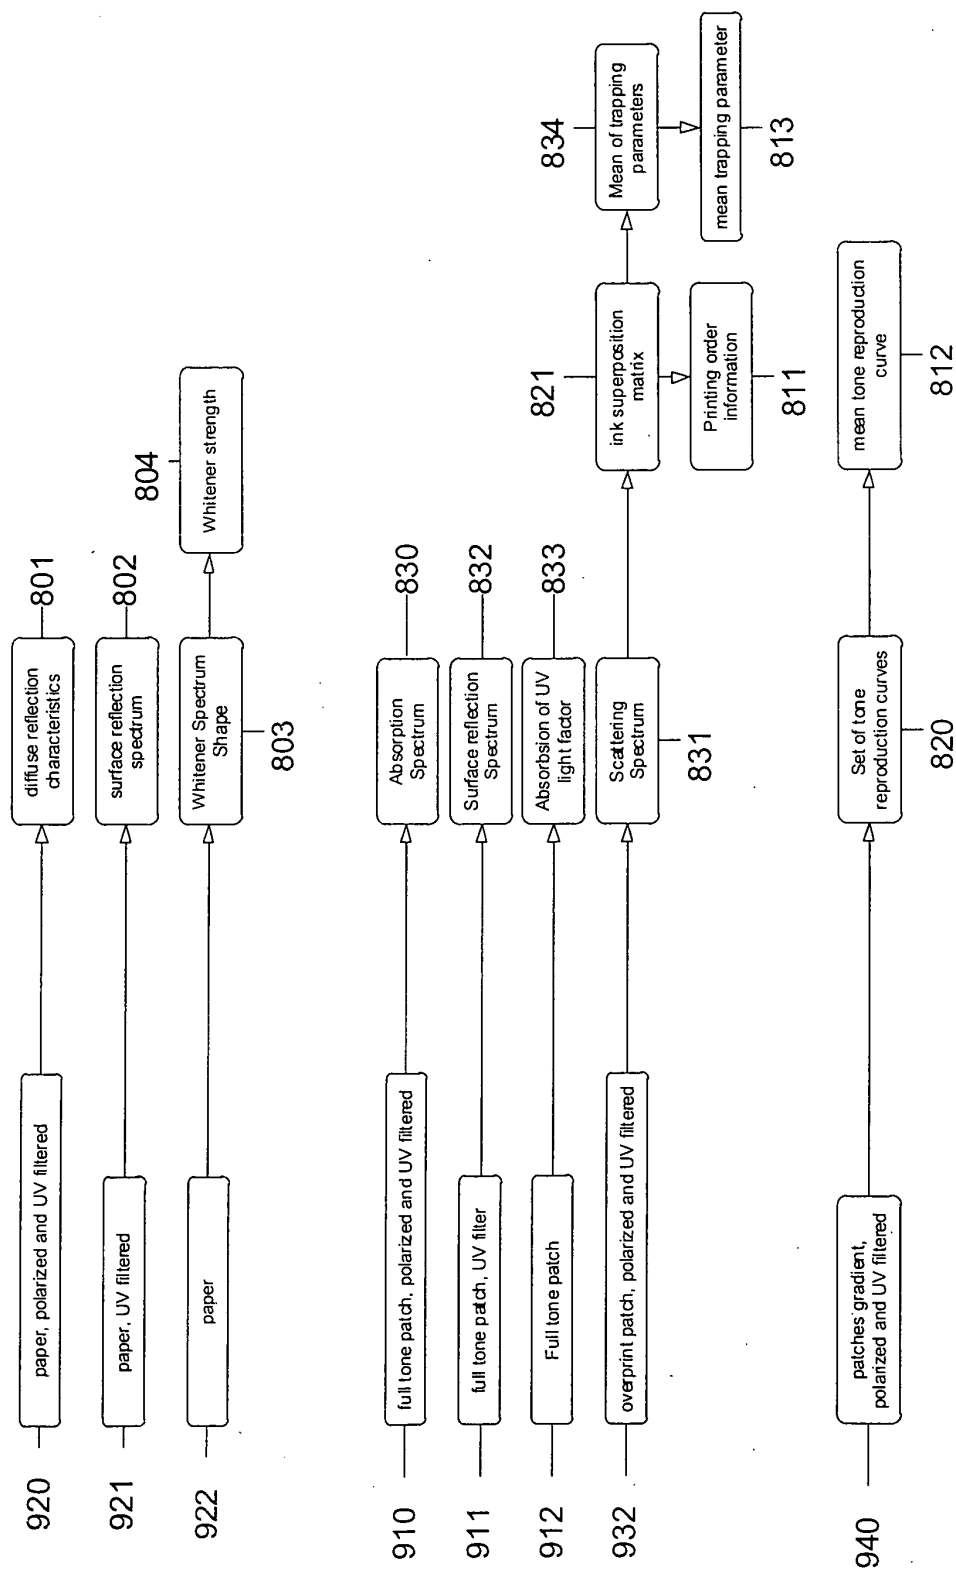 920
paper, polarized and UV filtered
diffuse reflection
characteristics
801
921
paper, UV filtered
surface reflection
spectrum
802
922
paper
Whitener Spectrum
Shape
803
Whitener strength
804
910
full tone patch, polarized and UV filtered
Absorption
Spectrum
830
911
full tone patch, UV filter
Surface reflection
Spectrum
832
912
Full tone patch
Absorbsion of UV
light factor
833
932
overprint patch, polarized and UV filtered
Scattering
Spectrum
831
821
ink superposition
matrix
Printing order
information
811
834
Mean of trapping
parameters
mean trapping parameter
813
940
patches gradient,
polarized and UV filtered
Set of tone
reproduction curves
820
mean tone reproduction
curve
812